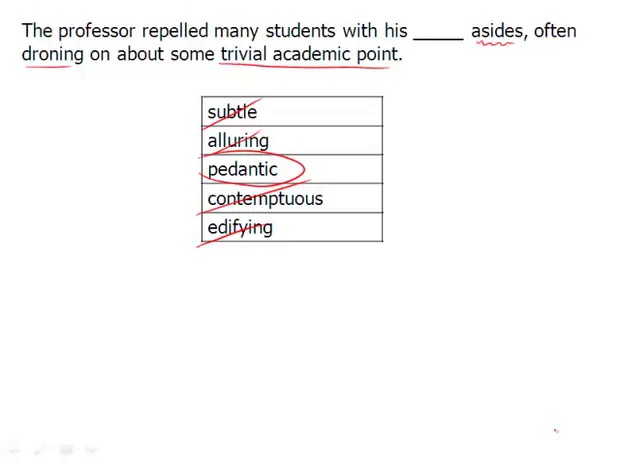 The professor repelled many students with his _____ asides, often
droning on about some trivial academic point.
subtle
alluring
pedantic
contemptuous
edifying